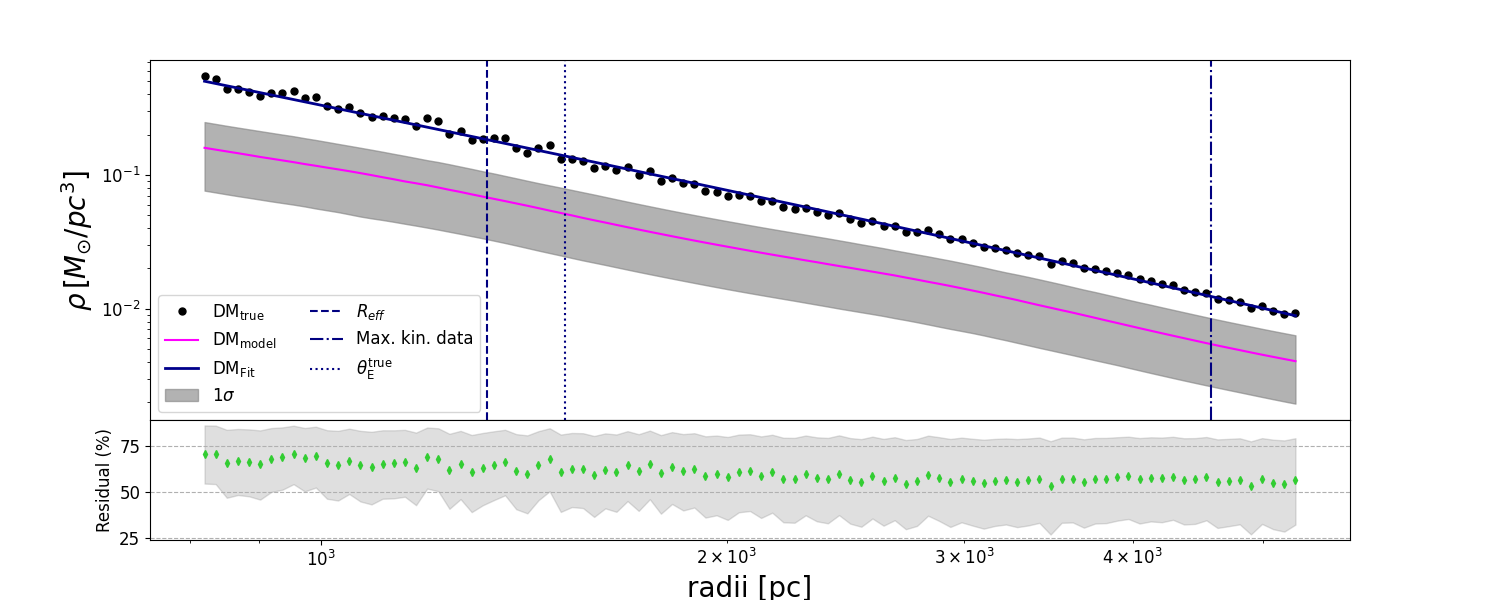 ρ [M⊙/pc³]
10⁻¹
10⁻²
DM_true
DM_model
DM_Fit
1σ
R_eff
Max. kin. data
θ_E^true
Residual (%)
75
50
25
10³
2 × 10³
3 × 10³
4 × 10³
radii [pc]